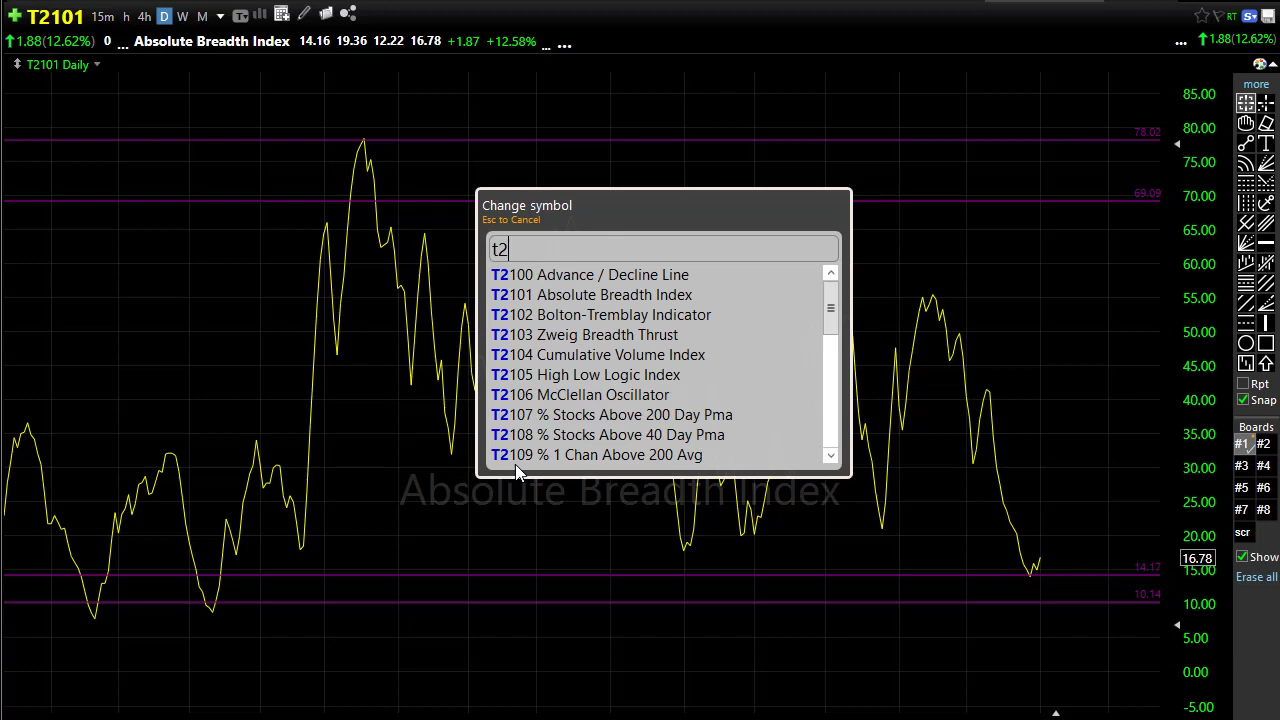 T2101 15m h 4h D W M
RT S
1.88(12.62%) 0 ... Absolute Breadth Index 14.16 19.36 12.22 16.78 +1.87 +12.58% ... ...
... 1.88(12.62%)
T2101 Daily
more
85.00
80.00
78.02
75.00
70.00
69.09
65.00
60.00
55.00
50.00
45.00
40.00
35.00
30.00
25.00
20.00
16.78
15.00
14.17
10.14
10.00
5.00
0.00
-5.00
Change symbol
Esc to Cancel
t2
T2100 Advance / Decline Line
T2101 Absolute Breadth Index
T2102 Bolton-Tremblay Indicator
T2103 Zweig Breadth Thrust
T2104 Cumulative Volume Index
T2105 High Low Logic Index
T2106 McClellan Oscillator
T2107 % Stocks Above 200 Day Pma
T2108 % Stocks Above 40 Day Pma
T2109 % 1 Chan Above 200 Avg
Absolute Breadth Index
T
Rpt
Snap
Boards
#1 #2
#3 #4
#5 #6
#7 #8
scr
Show
Erase all